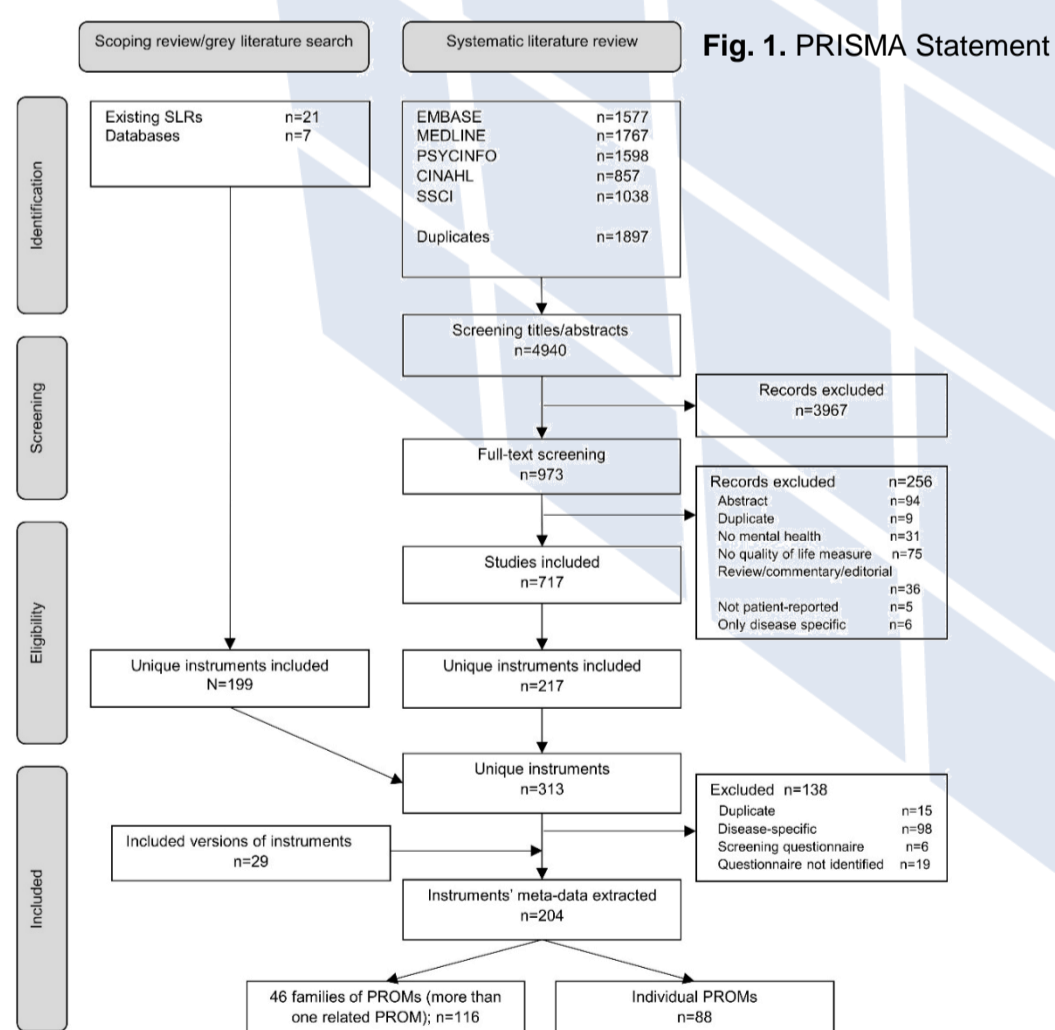 Fig. 1. PRISMA Statement
Scoping review/grey literature search
Systematic literature review
Identification
Existing SLRs n=21
Databases n=7
EMBASE n=1577
MEDLINE n=1767
PSYCINFO n=1598
CINAHL n=857
SSCI n=1038
Duplicates n=1897
Screening
Screening titles/abstracts
n=4940
Records excluded
n=3967
Full-text screening
n=973
Records excluded n=256
Abstract n=94
Duplicate n=9
No mental health n=31
No quality of life measure n=75
Review/commentary/editorial
n=36
Not patient-reported n=5
Only disease specific n=6
Eligibility
Studies included
n=717
Unique instruments included
N=199
Unique instruments included
n=217
Included
Unique instruments
n=313
Excluded n=138
Duplicate n=15
Disease-specific n=98
Screening questionnaire n=6
Questionnaire not identified n=19
Included versions of instruments
n=29
Instruments' meta-data extracted
n=204
46 families of PROMs (more than
one related PROM); n=116
Individual PROMs
n=88